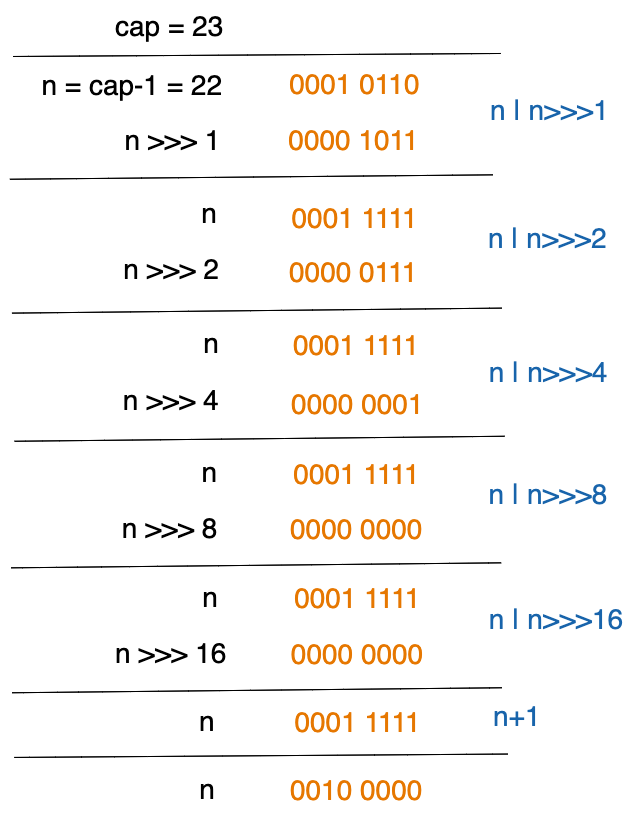 cap = 23
n = cap-1 = 22 0001 0110
n | n>>>1
n >>> 1 0000 1011
n 0001 1111
n | n>>>2
n >>> 2 0000 0111
n 0001 1111
n | n>>>4
n >>> 4 0000 0001
n 0001 1111
n | n>>>8
n >>> 8 0000 0000
n 0001 1111
n | n>>>16
n >>> 16 0000 0000
n 0001 1111 n+1
n 0010 0000